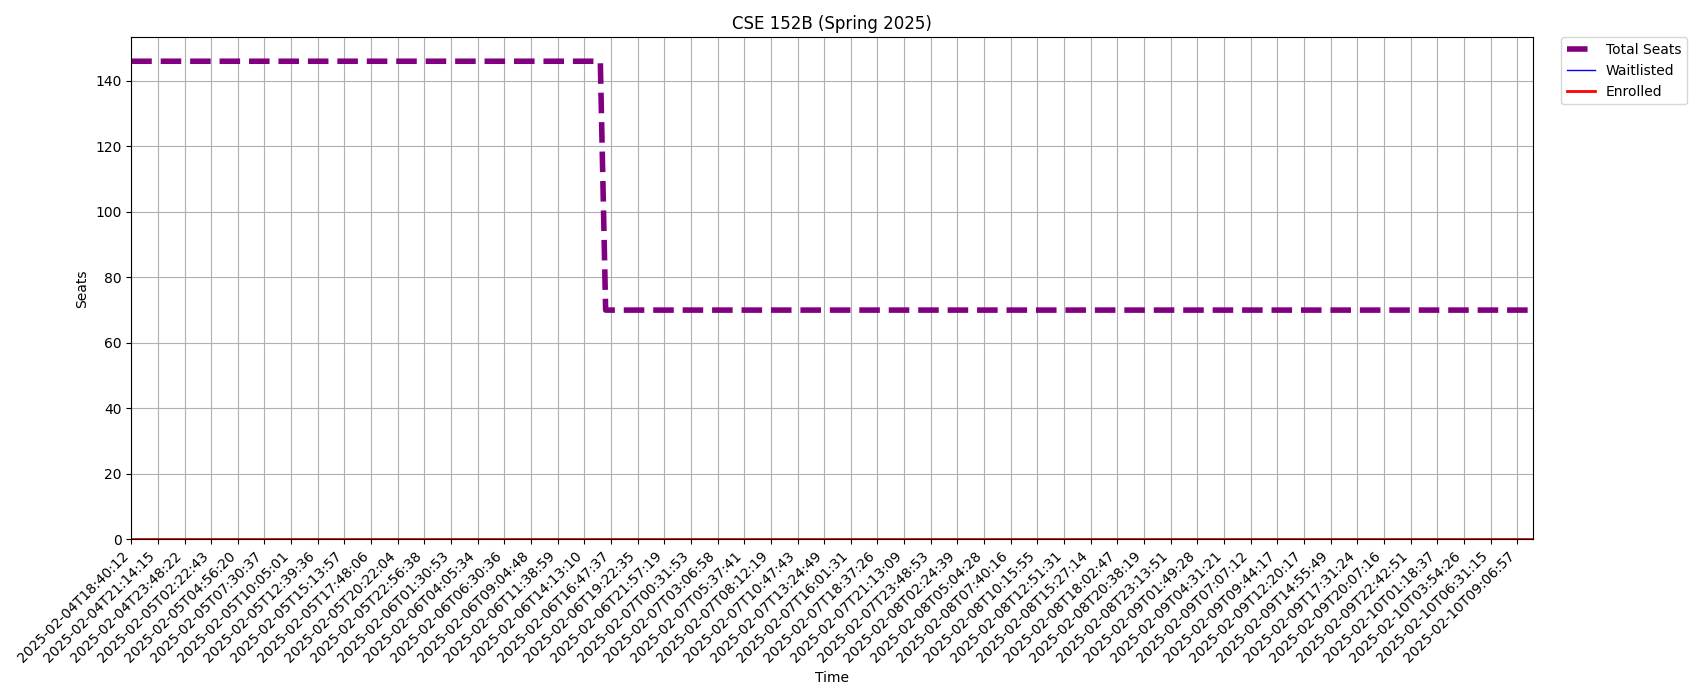 CSE 152B (Spring 2025)
Total Seats
Waitlisted
Enrolled
Seats
140
120
100
80
60
40
20
0
2025-02-04T18:40:12
2025-02-04T21:14:15
2025-02-04T23:48:22
2025-02-05T02:22:43
2025-02-05T04:56:20
2025-02-05T07:30:37
2025-02-05T10:05:01
2025-02-05T12:39:36
2025-02-05T15:13:57
2025-02-05T17:48:06
2025-02-05T20:22:04
2025-02-05T22:56:38
2025-02-06T01:30:53
2025-02-06T04:05:34
2025-02-06T06:30:36
2025-02-06T09:04:48
2025-02-06T11:38:59
2025-02-06T14:13:10
2025-02-06T16:47:37
2025-02-06T19:22:35
2025-02-06T21:57:19
2025-02-07T00:31:53
2025-02-07T03:06:58
2025-02-07T05:37:41
2025-02-07T08:12:19
2025-02-07T10:47:43
2025-02-07T13:24:49
2025-02-07T16:01:31
2025-02-07T18:37:26
2025-02-07T21:13:09
2025-02-07T23:48:53
2025-02-08T02:24:39
2025-02-08T05:04:28
2025-02-08T07:40:16
2025-02-08T10:15:55
2025-02-08T12:51:31
2025-02-08T15:27:14
2025-02-08T18:02:47
2025-02-08T20:38:19
2025-02-08T23:13:51
2025-02-09T01:49:28
2025-02-09T04:31:21
2025-02-09T07:07:12
2025-02-09T09:44:17
2025-02-09T12:20:17
2025-02-09T14:55:49
2025-02-09T17:31:24
2025-02-09T20:07:16
2025-02-09T22:42:51
2025-02-10T01:18:37
2025-02-10T03:54:26
2025-02-10T06:31:15
2025-02-10T09:06:57
Time